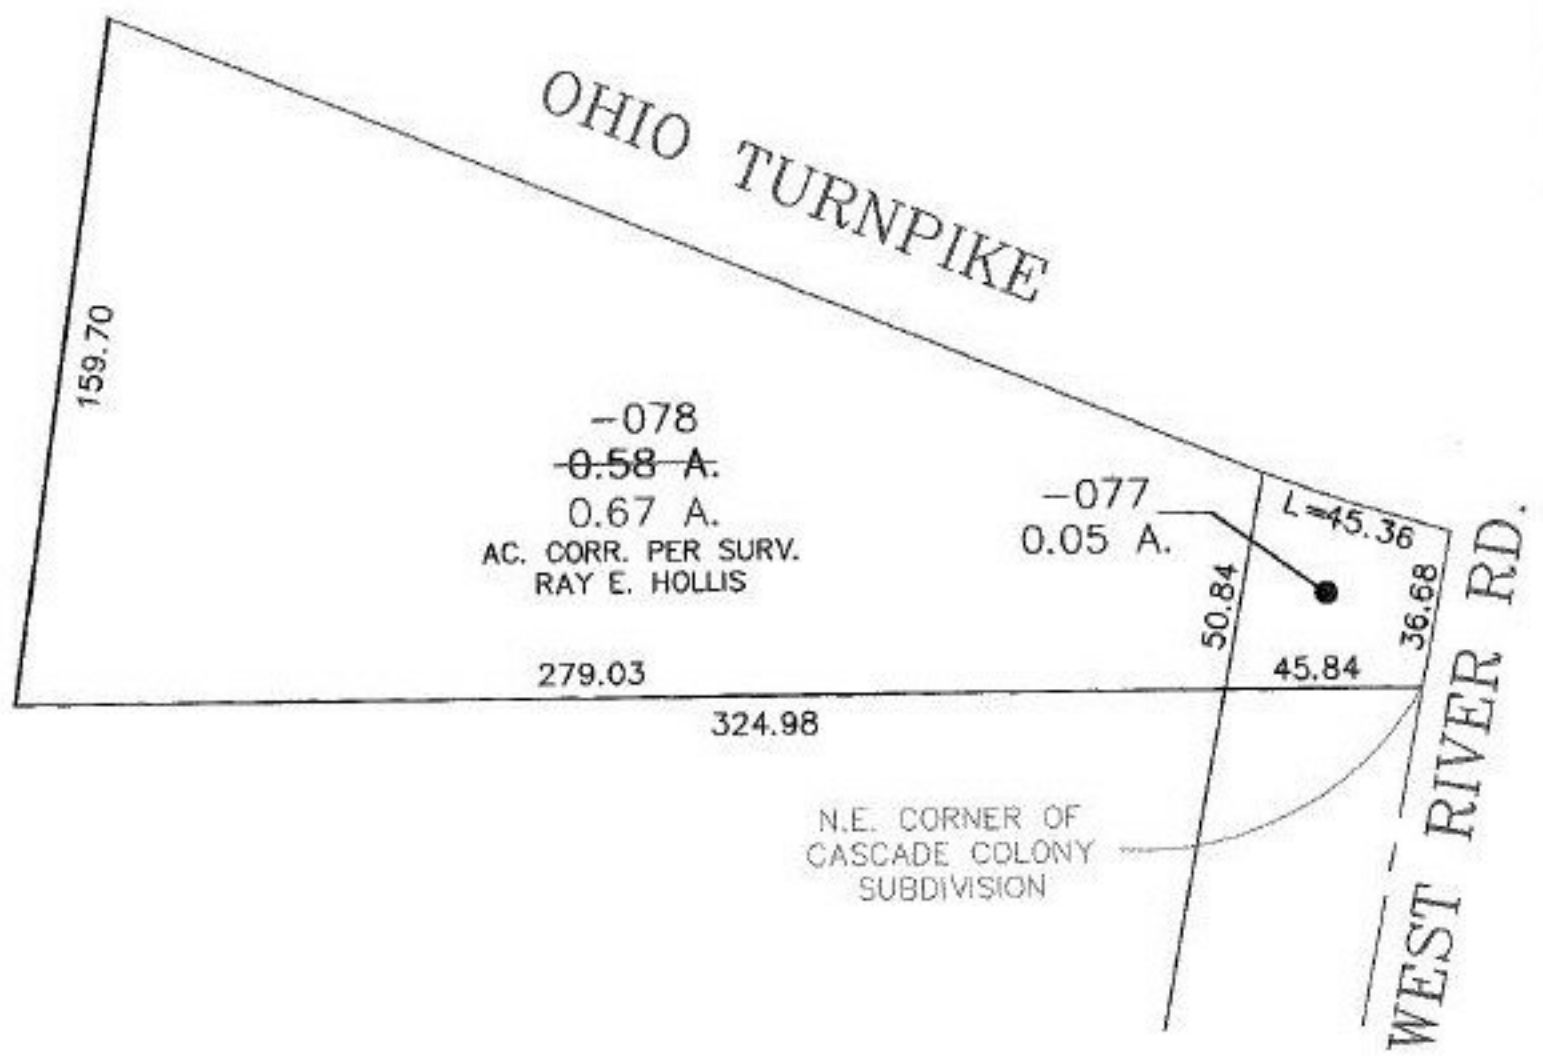 OHIO TURNPIKE
159.70
-078
0.58 A.
0.67 A.
AC. CORR. PER SURV.
RAY E. HOLLIS
-077
0.05 A.
L=45.36
50.84
36.68
279.03
45.84
324.98
N.E. CORNER OF
CASCADE COLONY
SUBDIVISION
WEST RIVER RD.